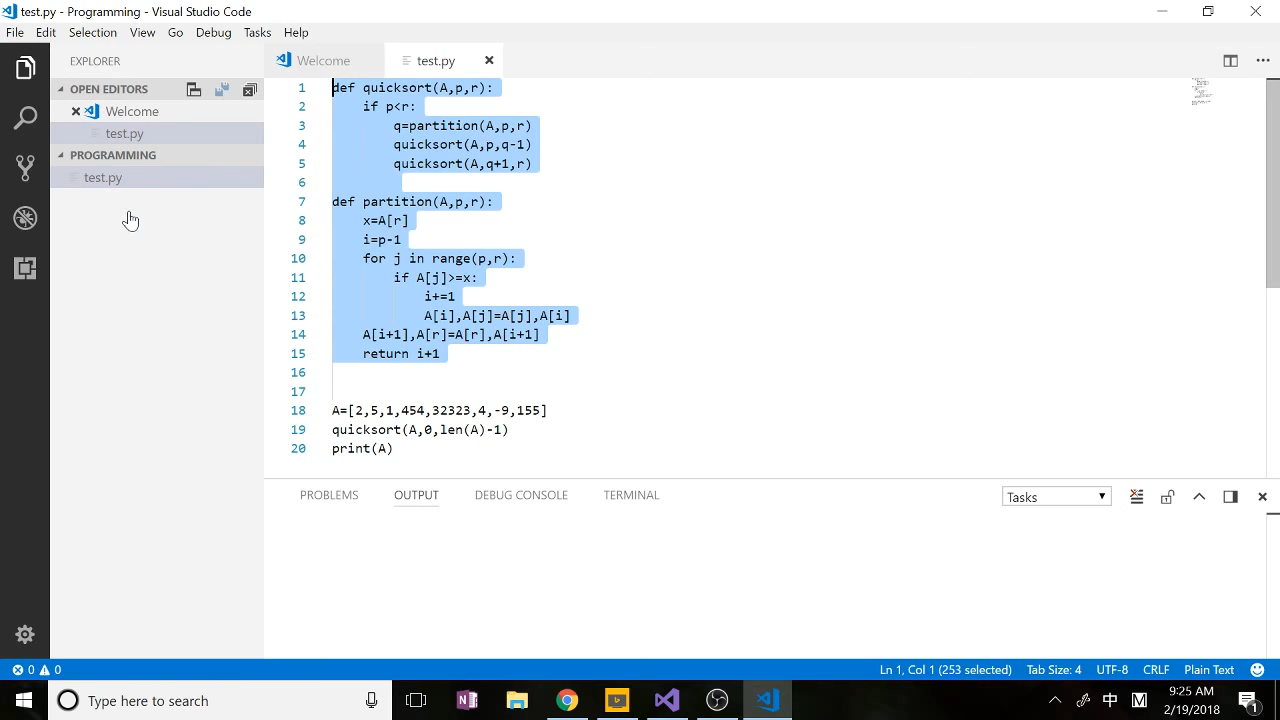 test.py - Programming - Visual Studio Code
File Edit Selection View Go Debug Tasks Help
EXPLORER
OPEN EDITORS
Welcome
test.py
PROGRAMMING
test.py
Welcome
test.py
1 def quicksort(A,p,r):
2 if p<r:
3 q=partition(A,p,r)
4 quicksort(A,p,q-1)
5 quicksort(A,q+1,r)
6
7 def partition(A,p,r):
8 x=A[r]
9 i=p-1
10 for j in range(p,r):
11 if A[j]>=x:
12 i+=1
13 A[i],A[j]=A[j],A[i]
14 A[i+1],A[r]=A[r],A[i+1]
15 return i+1
16
17
18 A=[2,5,1,454,32323,4,-9,155]
19 quicksort(A,0,len(A)-1)
20 print(A)
PROBLEMS OUTPUT DEBUG CONSOLE TERMINAL
Tasks
0 0
Ln 1, Col 1 (253 selected) Tab Size: 4 UTF-8 CRLF Plain Text
Type here to search
中 M
9:25 AM
2/19/2018
1